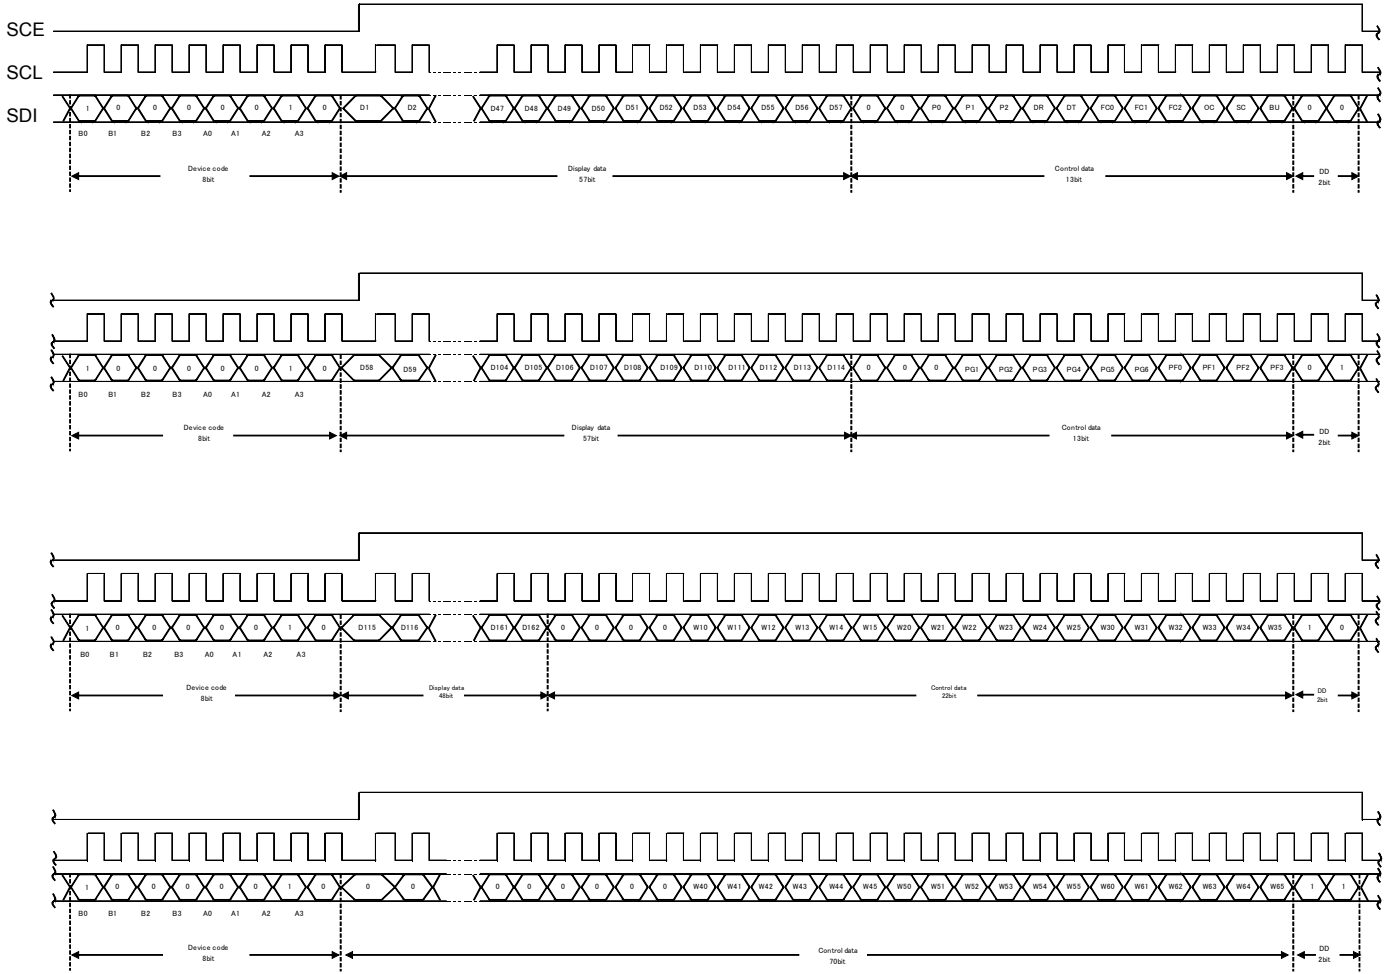 SCE
SCL
SDI
1 0 0 0 0 0 1 0 D1 D2 D47 D48 D49 D50 D51 D52 D53 D54 D55 D56 D57 0 0 P0 P1 P2 DR DT FC0 FC1 FC2 OC SC BU 0 0
B0 B1 B2 B3 A0 A1 A2 A3
Device code Display data Control data DD
8bit 57bit 13bit 2bit
1 0 0 0 0 0 1 0 D58 D59 D104 D105 D106 D107 D108 D109 D110 D111 D112 D113 D114 0 0 0 PG1 PG2 PG3 PG4 PG5 PG6 PF0 PF1 PF2 PF3 0 1
B0 B1 B2 B3 A0 A1 A2 A3
Device code Display data Control data DD
8bit 57bit 13bit 2bit
1 0 0 0 0 0 1 0 D115 D116 D161 D162 0 0 0 0 W10 W11 W12 W13 W14 W15 W20 W21 W22 W23 W24 W25 W30 W31 W32 W33 W34 W35 1 0
B0 B1 B2 B3 A0 A1 A2 A3
Device code Display data Control data DD
8bit 48bit 22bit 2bit
1 0 0 0 0 0 1 0 0 0 0 0 0 0 0 0 W40 W41 W42 W43 W44 W45 W50 W51 W52 W53 W54 W55 W60 W61 W62 W63 W64 W65 1 1
B0 B1 B2 B3 A0 A1 A2 A3
Device code Control data DD
8bit 70bit 2bit